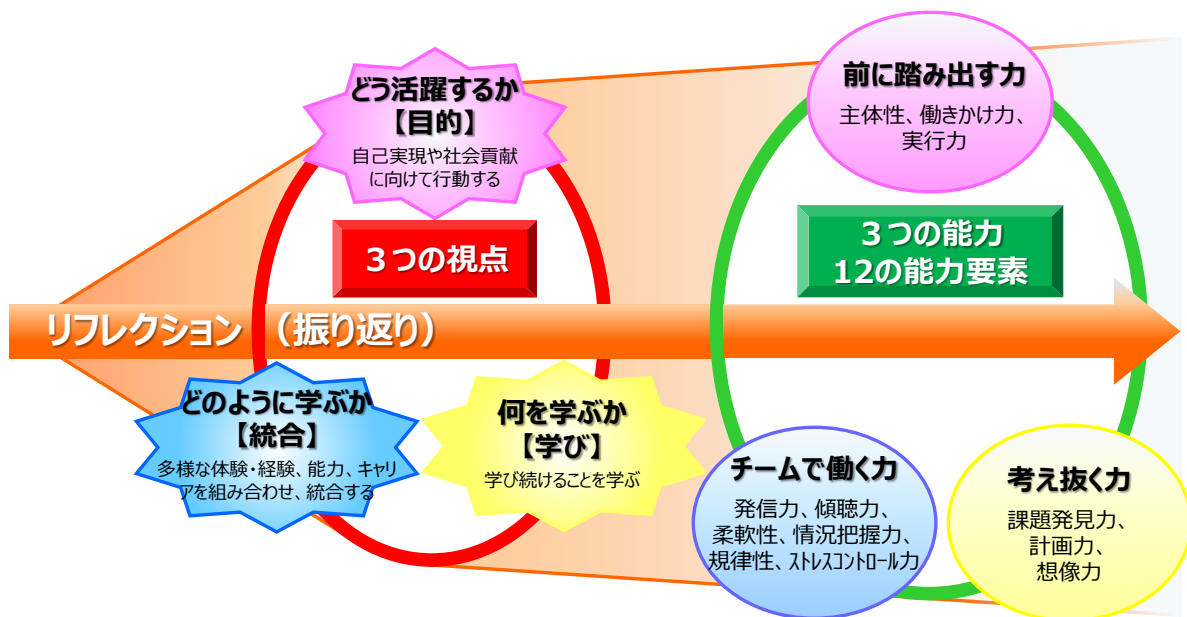 どう活躍するか
【目的】
自己実現や社会貢献
に向けて行動する
3つの視点
リフレクション (振り返り)
どのように学ぶか
【統合】
多様な体験・経験、能力、キャリ
アを組み合わせ、統合する
何を学ぶか
【学び】
学び続けることを学ぶ
前に踏み出す力
主体性、働きかけ力、
実行力
3つの能力
12の能力要素
チームで働く力
発信力、傾聴力、
柔軟性、情況把握力、
規律性、ストレスコントロール力
考え抜く力
課題発見力、
計画力、
想像力